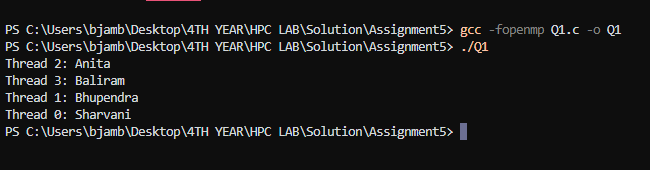 PS C:\Users\bjamb\Desktop\4TH YEAR\HPC LAB\Solution\Assignment5> gcc -fopenmp Q1.c -o Q1
PS C:\Users\bjamb\Desktop\4TH YEAR\HPC LAB\Solution\Assignment5> ./Q1
Thread 2: Anita
Thread 3: Baliram
Thread 1: Bhupendra
Thread 0: Sharvani
PS C:\Users\bjamb\Desktop\4TH YEAR\HPC LAB\Solution\Assignment5>